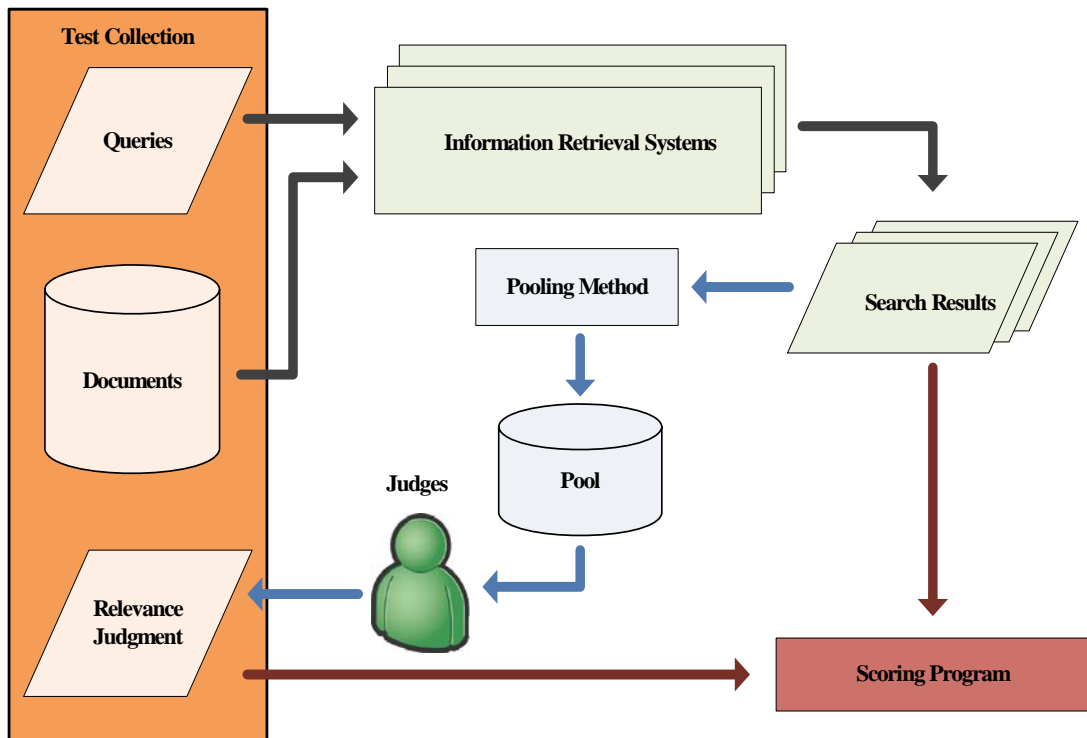 Test Collection
Queries
Information Retrieval Systems
Pooling Method
Search Results
Documents
Pool
Judges
Relevance
Judgment
Scoring Program